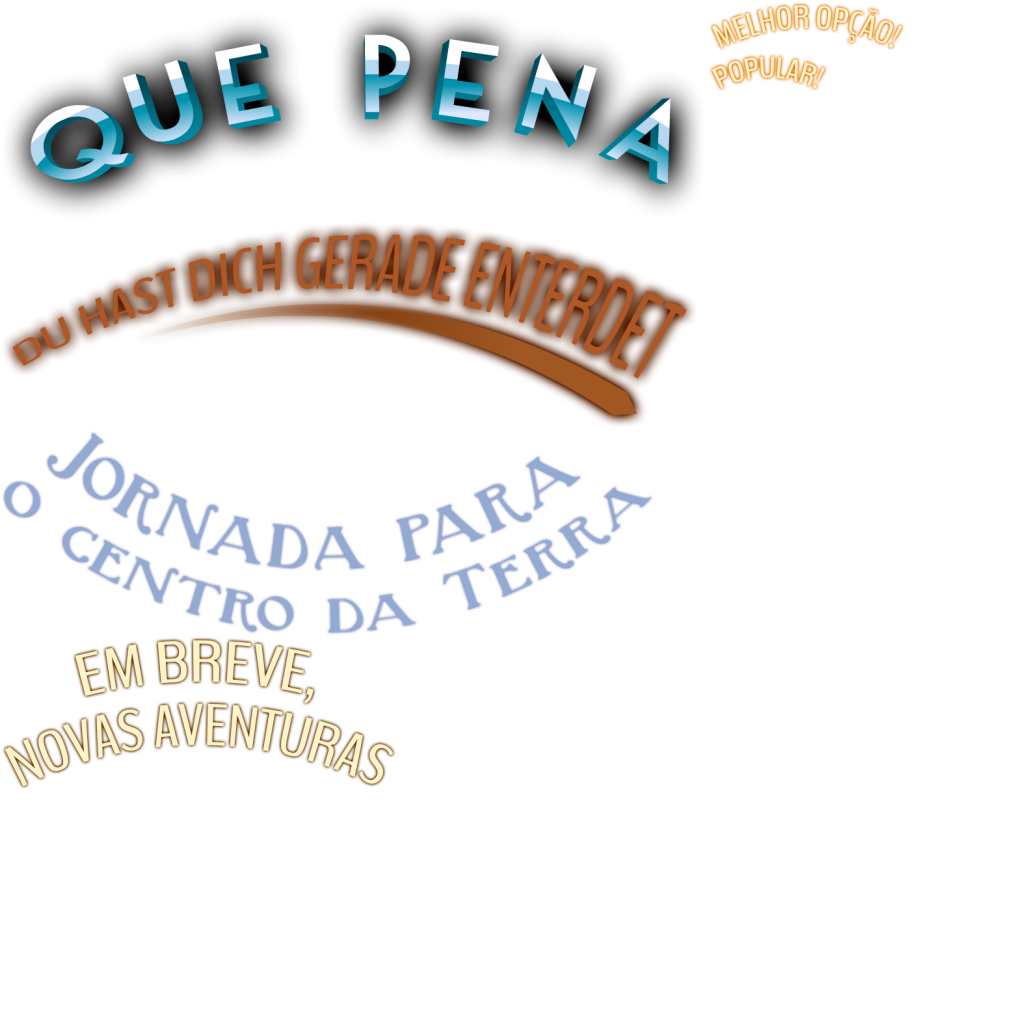 QUE PENA
MELHOR OPÇÃO!
POPULAR!
DU HAST DICH GERADE ENTERDET
JORNADA PARA
O CENTRO DA TERRA
EM BREVE,
NOVAS AVENTURAS